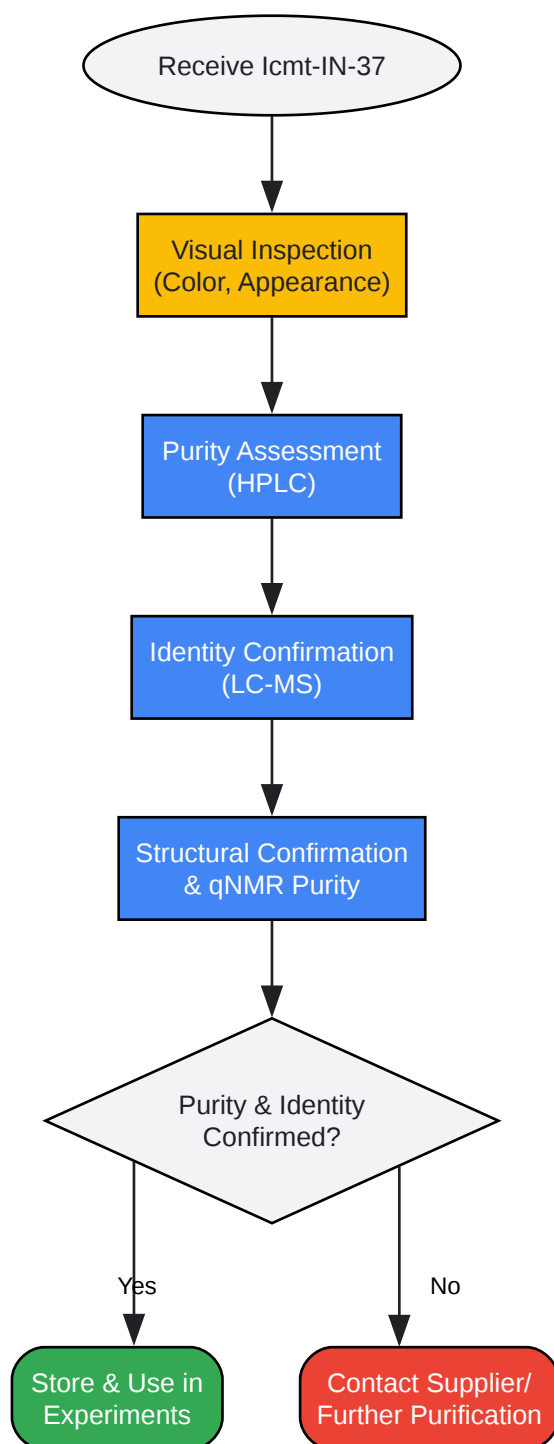 Receive Icmt-IN-37
Visual Inspection
(Color, Appearance)
Purity Assessment
(HPLC)
Identity Confirmation
(LC-MS)
Structural Confirmation
& qNMR Purity
Purity & Identity
Confirmed?
Yes
No
Store & Use in
Experiments
Contact Supplier/
Further Purification